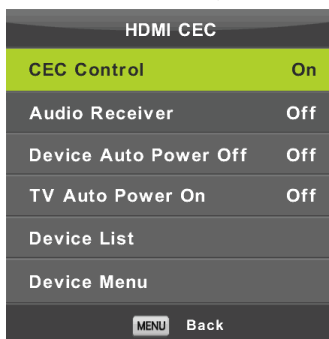 HDMI CEC
CEC Control On
Audio Receiver Off
Device Auto Power Off Off
TV Auto Power On Off
Device List
Device Menu
MENU Back